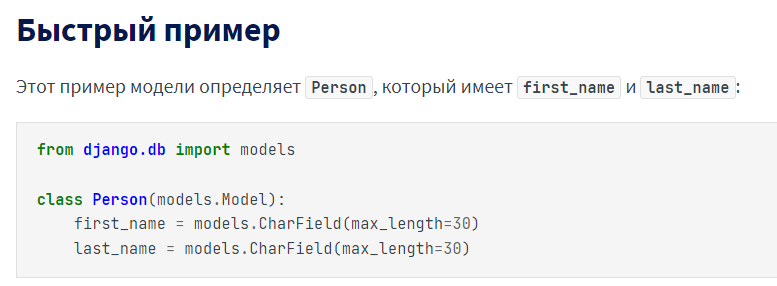 Быстрый пример
Этот пример модели определяет Person, который имеет first_name и last_name:
from django.db import models
class Person(models.Model):
    first_name = models.CharField(max_length=30)
    last_name = models.CharField(max_length=30)